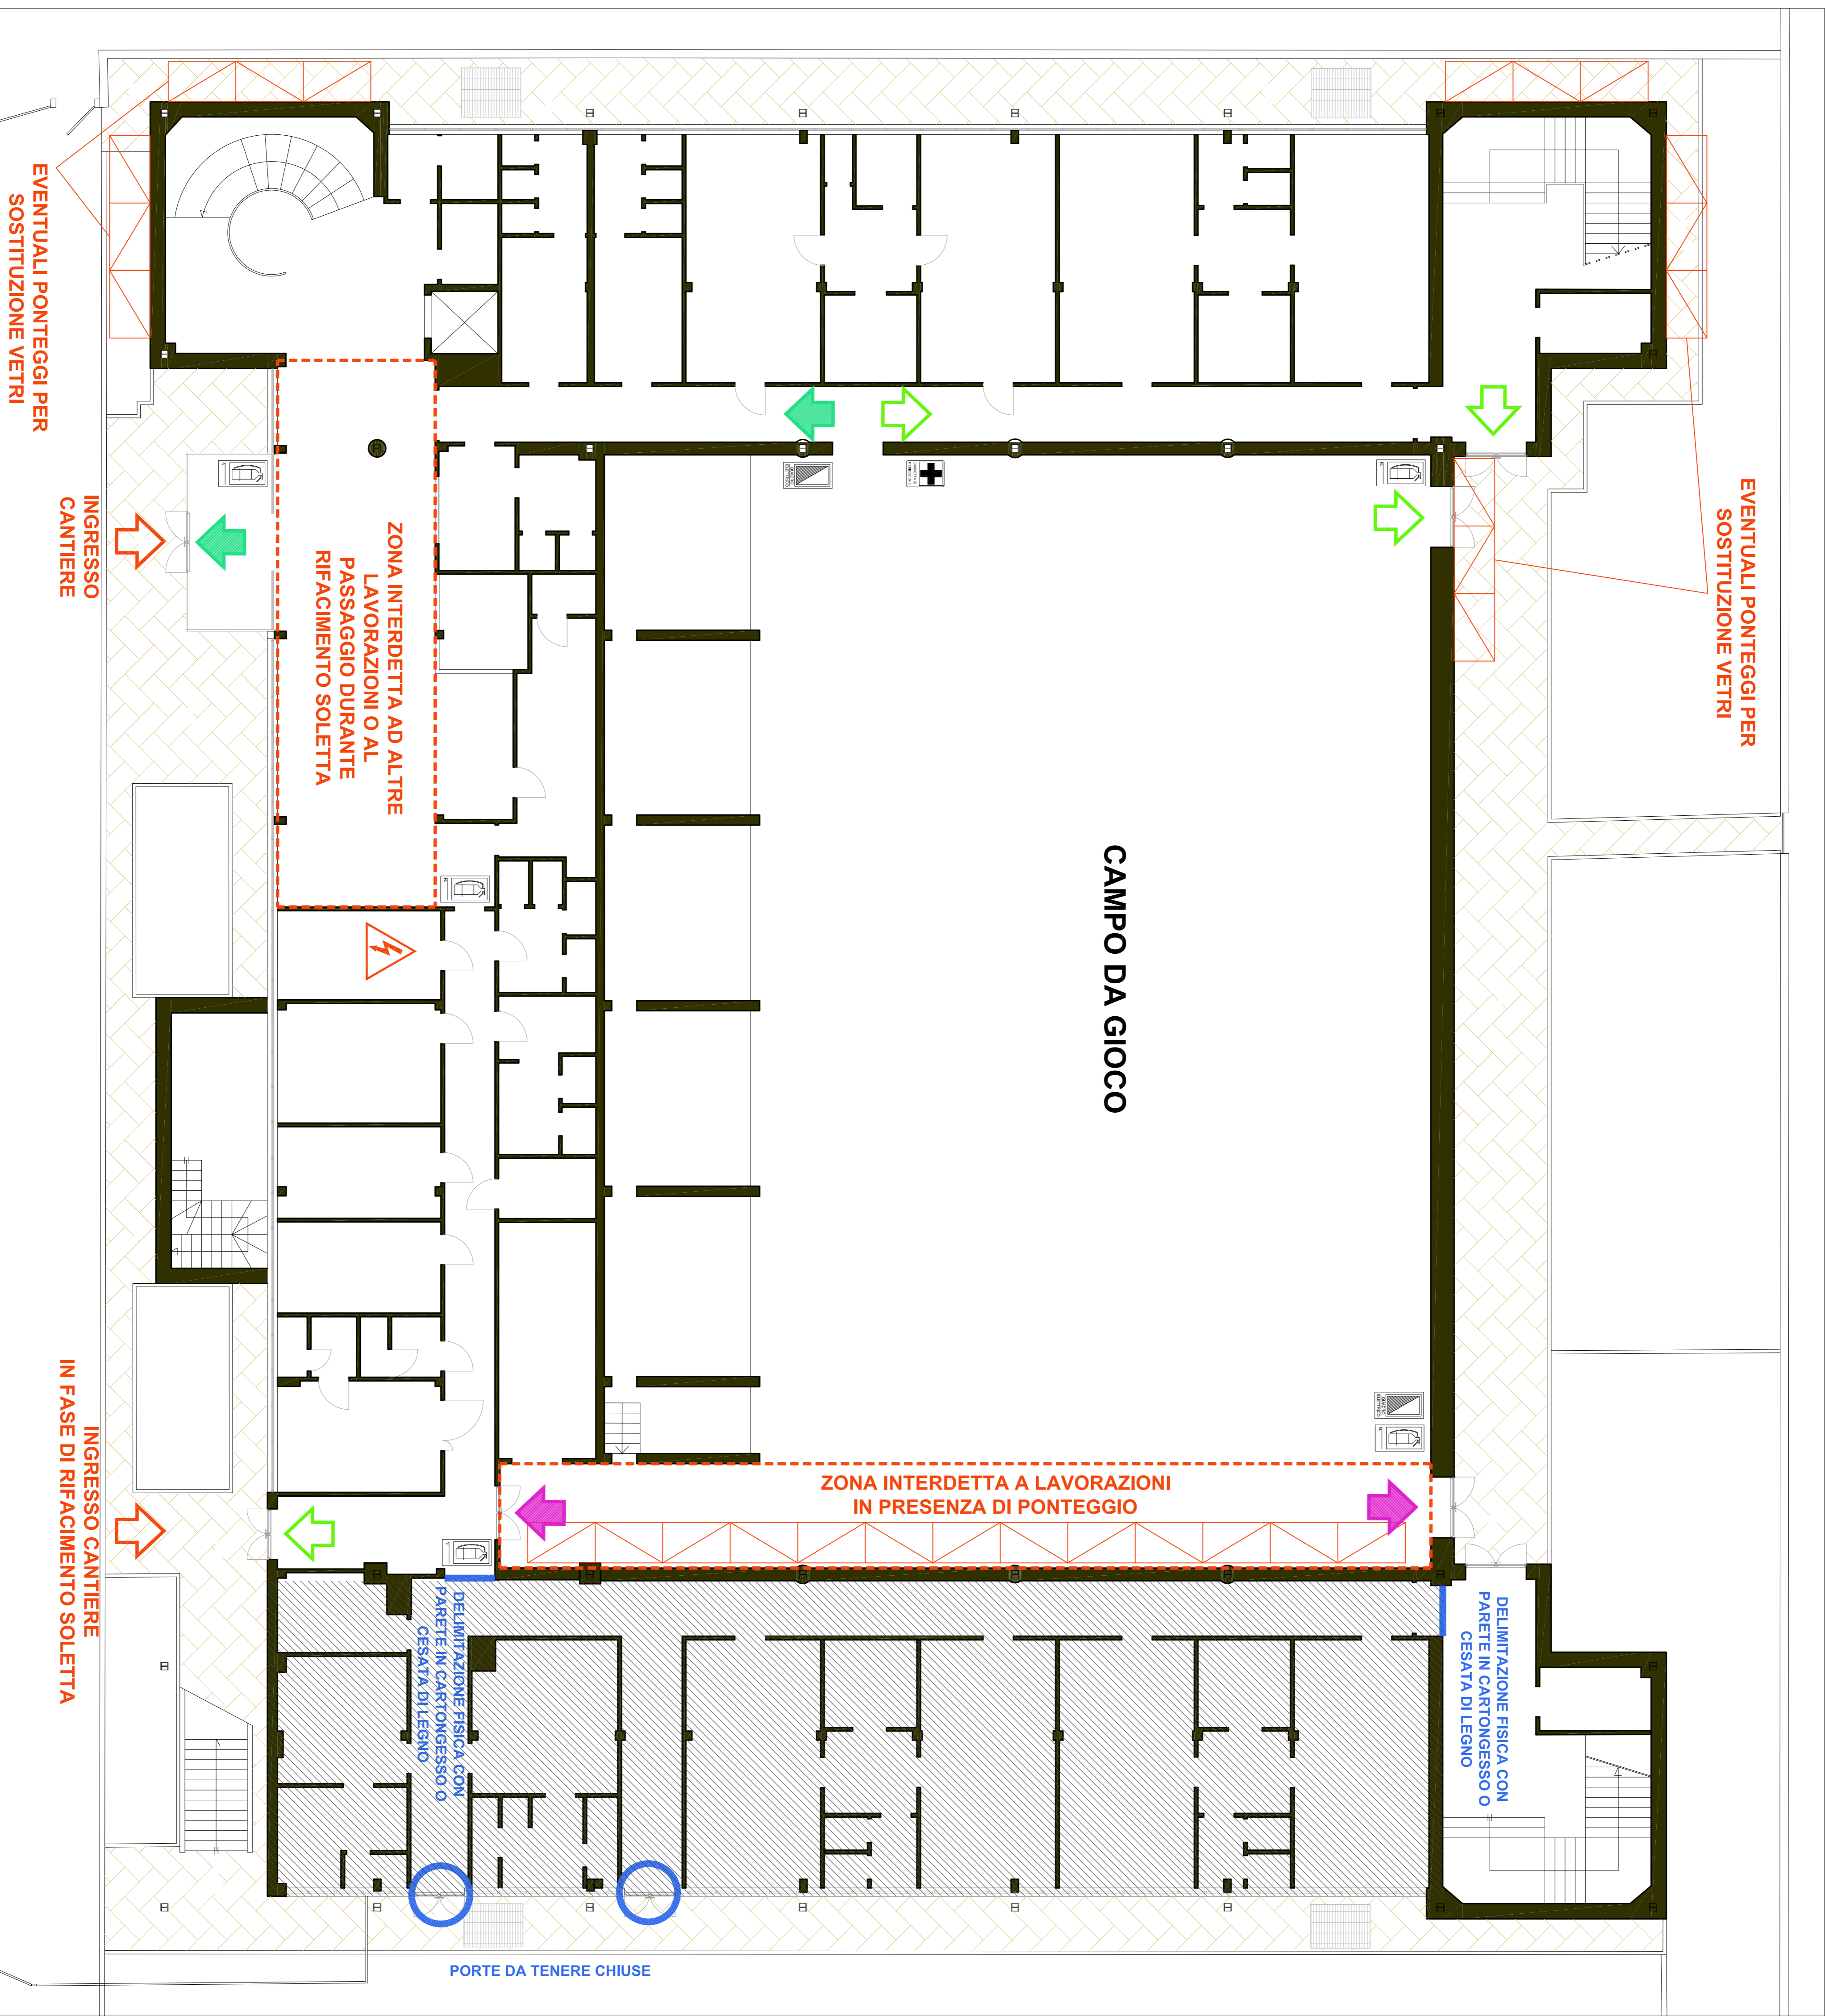 EVENTUALI PONTEGGI PER
SOSTITUZIONE VETRI
EVENTUALI PONTEGGI PER
SOSTITUZIONE VETRI
INGRESSO
CANTIERE
ZONA INTERDETTA AD ALTRE
LAVORAZIONI O AL
PASSAGGIO DURANTE
RIFACIMENTO SOLETTA
CAMPO DA GIOCO
ZONA INTERDETTA A LAVORAZIONI
IN PRESENZA DI PONTEGGIO
INGRESSO CANTIERE
IN FASE DI RIFACIMENTO SOLETTA
DELIMITAZIONE FISICA CON
PARETE IN CARTONGESSO O
CESATA DI LEGNO
DELIMITAZIONE FISICA CON
PARETE IN CARTONGESSO O
CESATA DI LEGNO
PORTE DA TENERE CHIUSE